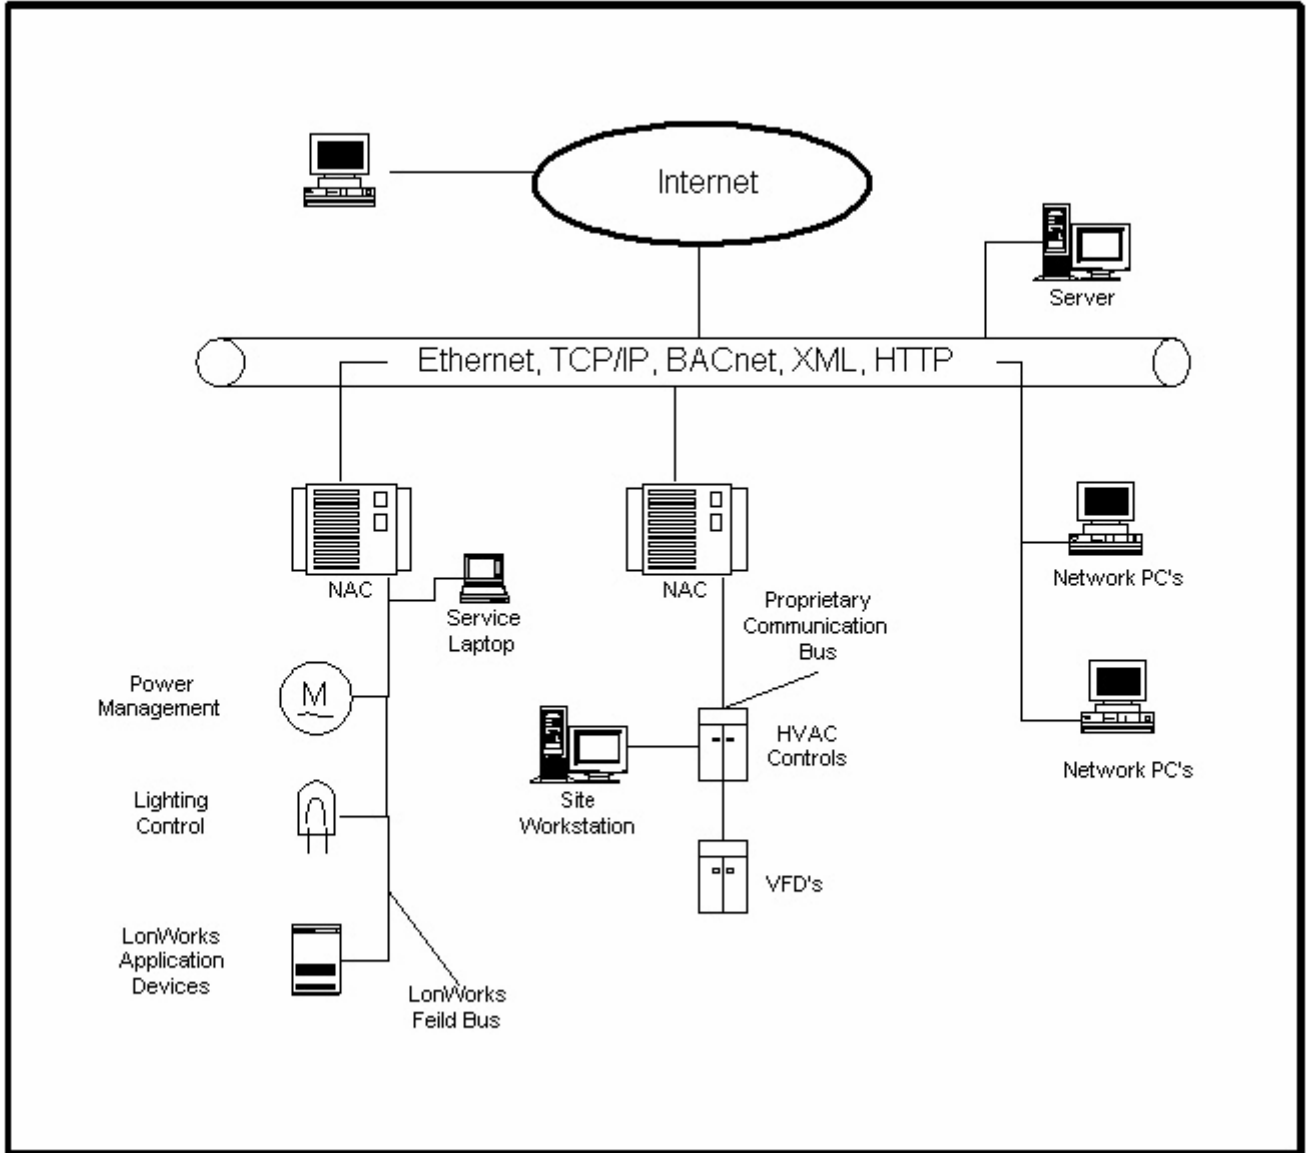 Internet
Server
Ethernet, TCP/IP, BACnet, XML, HTTP
NAC
Service
Laptop
NAC
Proprietary
Communication
Bus
Network PC's
Power
Management
M
HVAC
Controls
Network PC's
Lighting
Control
Site
Workstation
VFD's
LonWorks
Application
Devices
LonWorks
Feild Bus